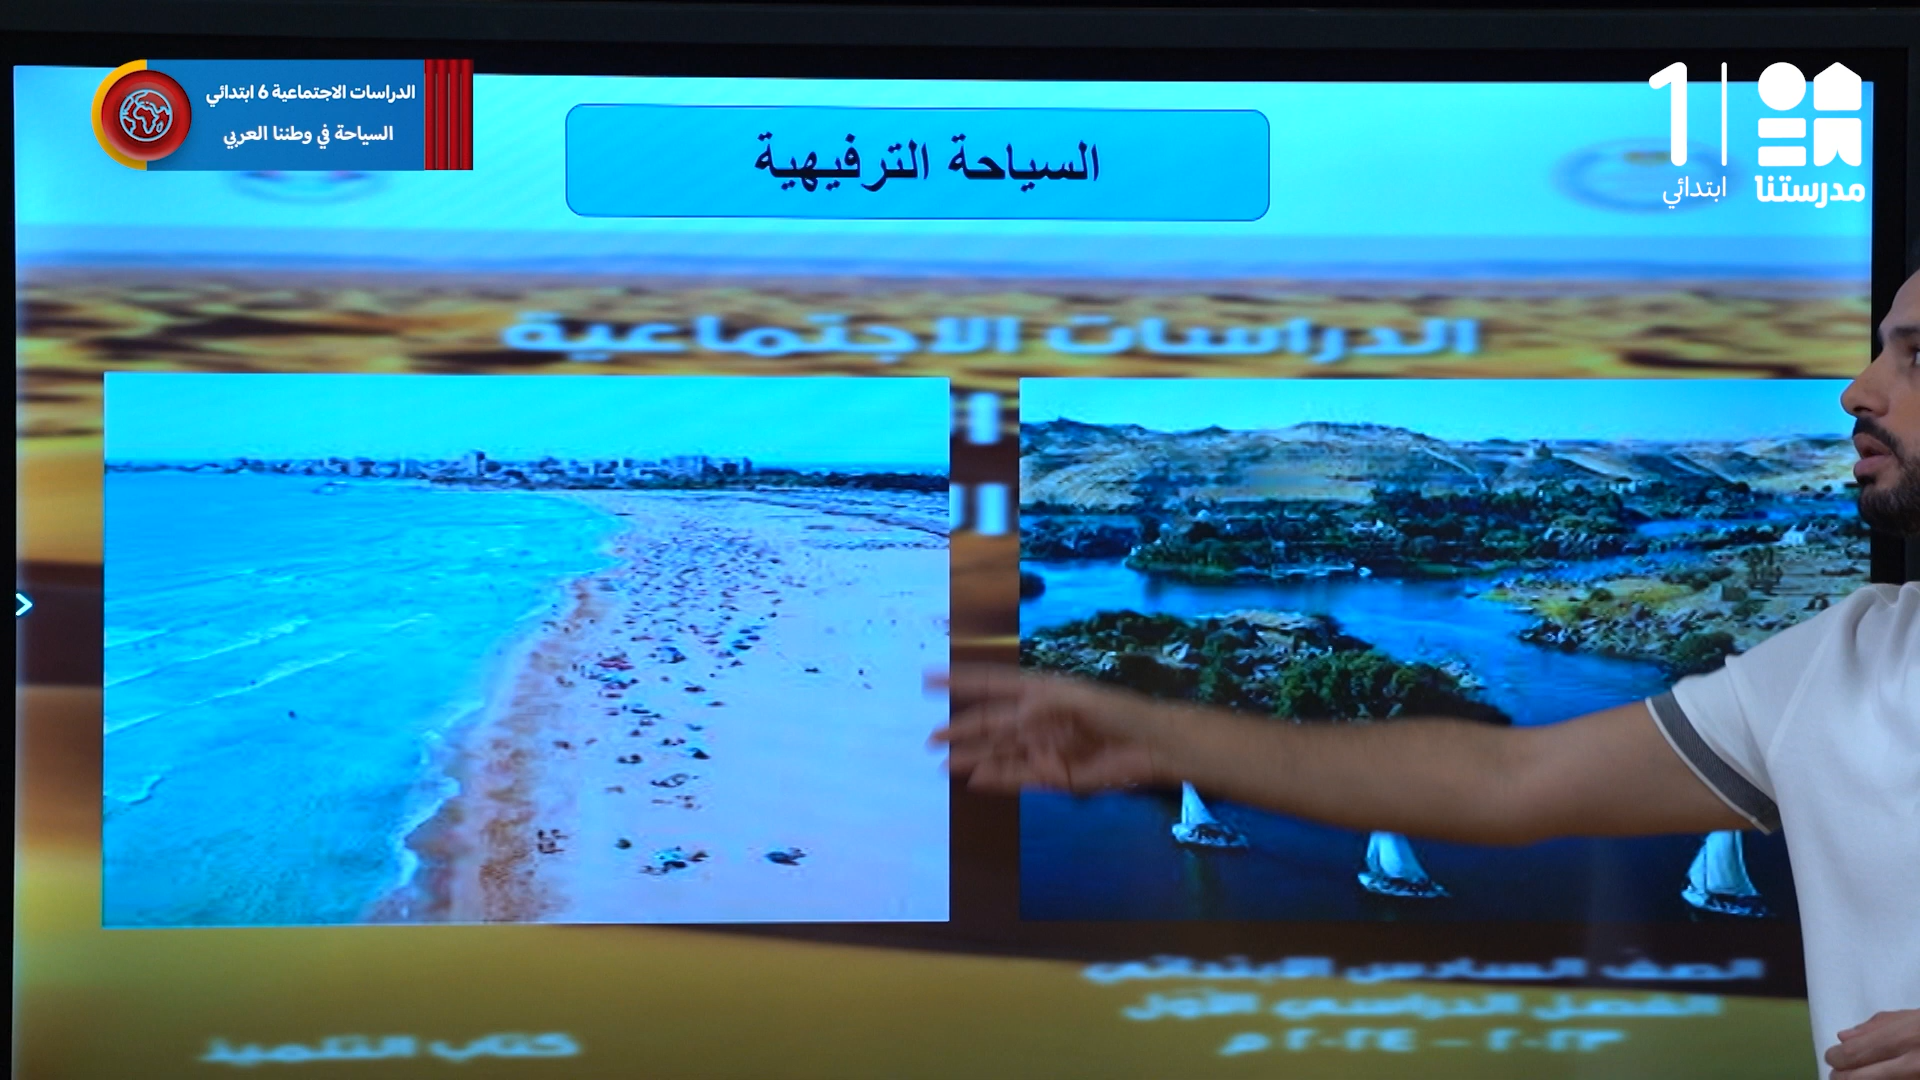 الدراسات الاجتماعية 6 ابتدائي
السياحة في وطننا العربي
السياحة الترفيهية
1
ابتدائي
مدرستنا
الدراسات الاجتماعية
الصف السادس الابتدائي
الفصل الدراسي الأول
٢٠٢٣ – ٢٠٢٤ م
كتاب التلميذ